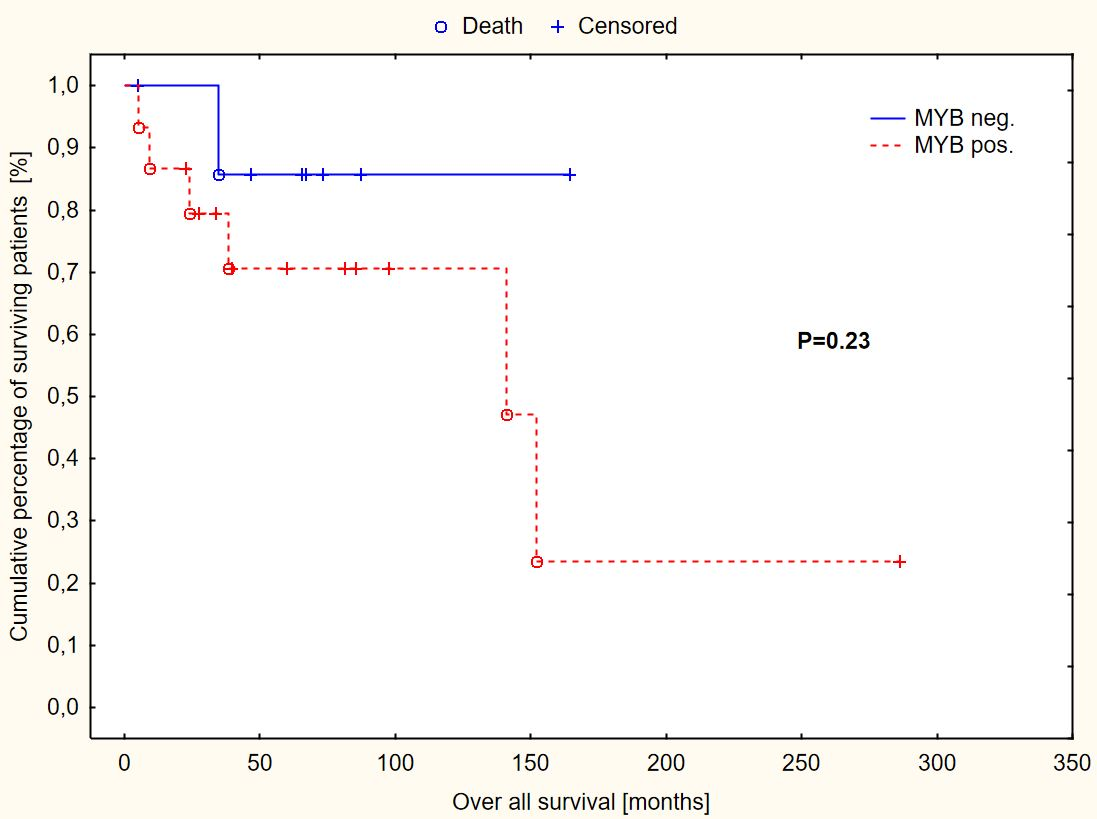 Death Censored
1,0
0,9
0,8
0,7
0,6
0,5
0,4
0,3
0,2
0,1
0,0
Cumulative percentage of surviving patients [%]
MYB neg.
MYB pos.
P=0.23
0 50 100 150 200 250 300 350
Over all survival [months]